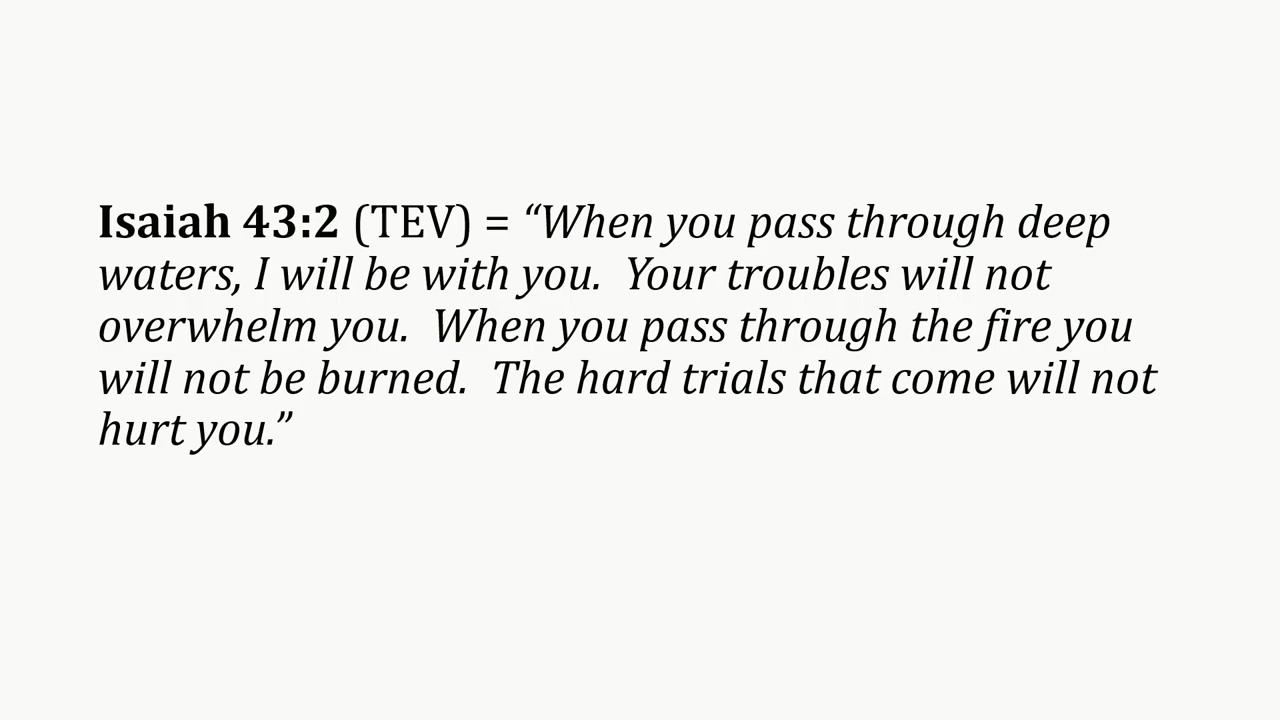 Isaiah 43:2 (TEV) = “When you pass through deep
waters, I will be with you.  Your troubles will not
overwhelm you.  When you pass through the fire you
will not be burned.  The hard trials that come will not
hurt you.”